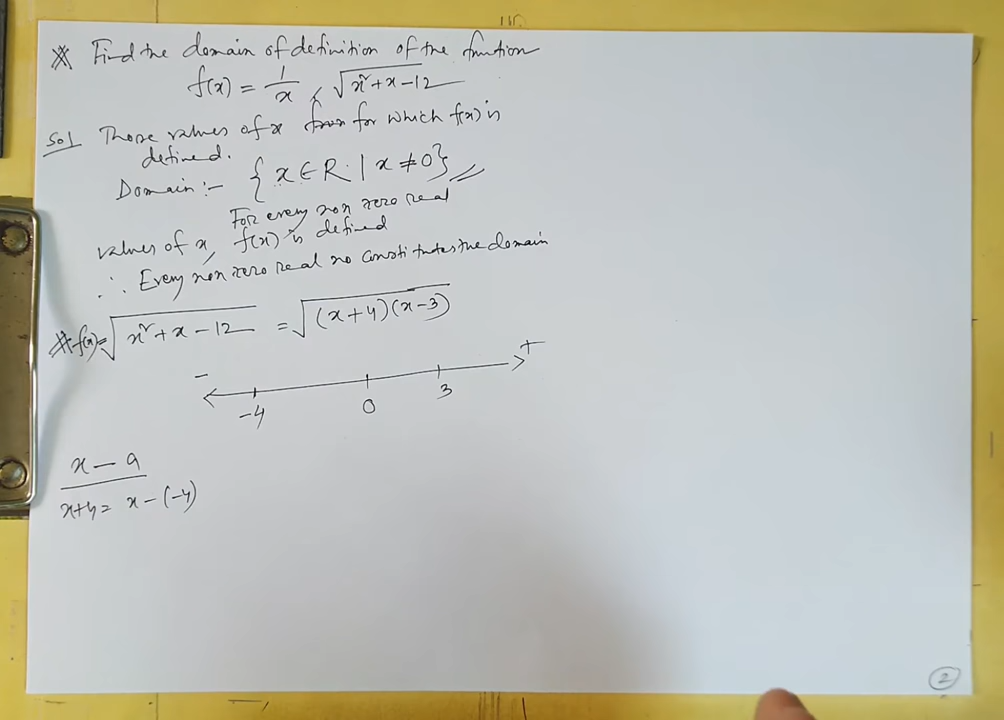 * Find the domain of definition of the function
f(x) = 1/x , √(x²+x-12)
Sol Those values of x for which f(x) is
defined.
Domain :- {x ∈ R | x ≠ 0}
For every non zero real
values of x, f(x) is defined
∴ Every non zero real no constitutes the domain
* f(x) = √(x²+x-12) = √((x+4)(x-3))
- +
-4 0 3
x - a
x+4 = x-(-4)
2